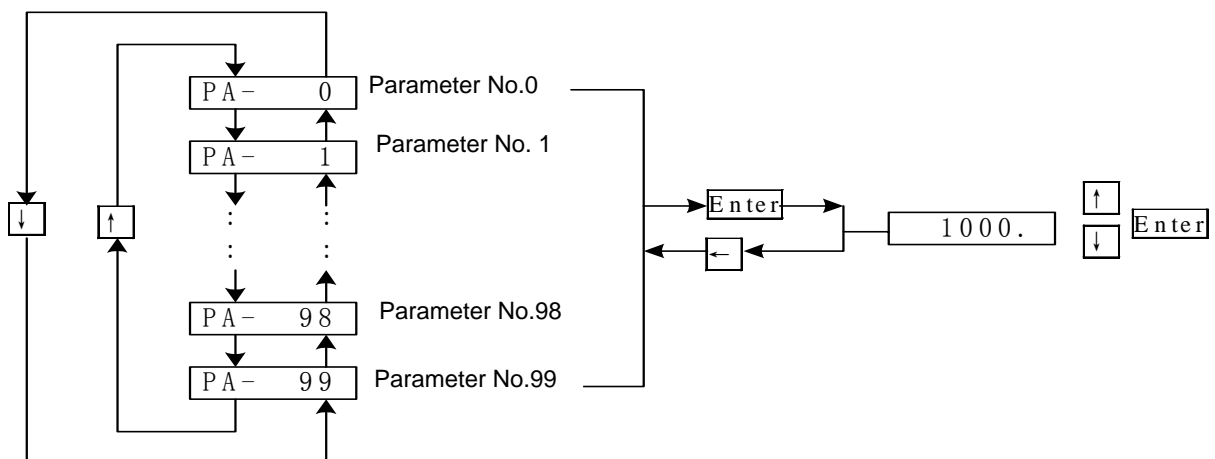 PA- 0 Parameter No.0
PA- 1 Parameter No. 1
↓ ↑ : : Enter 1000. ↑ Enter
: : ← ↓
PA- 98 Parameter No.98
PA- 99 Parameter No.99